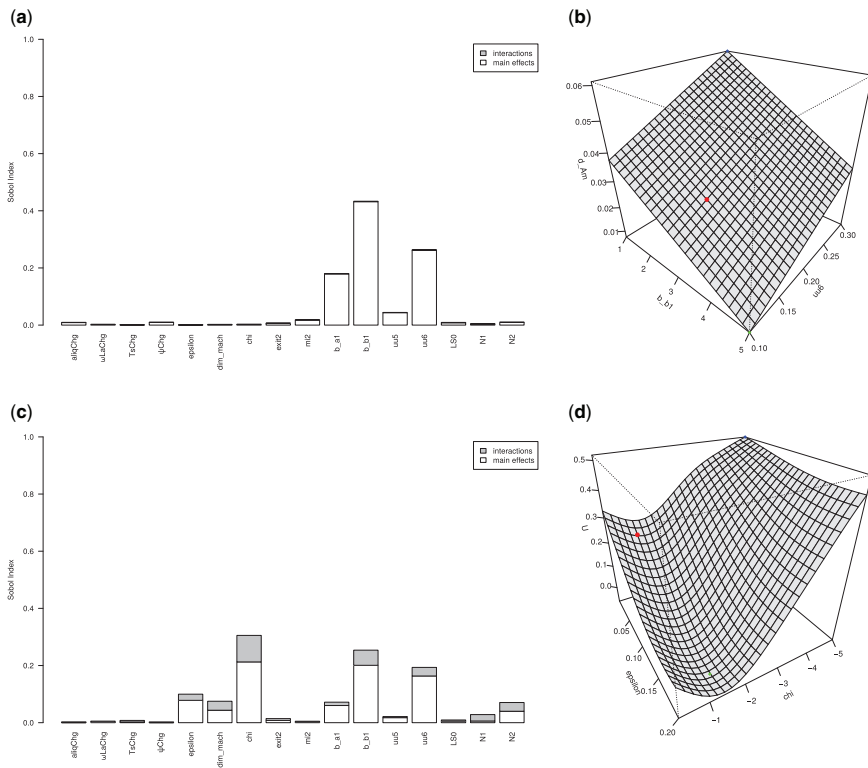 (a)
1.0
0.8
0.6
0.4
0.2
0.0
Sobol Index
interactions
main effects
aliqChg
ωLaChg
TsChg
ψChg
epsilon
dim_mach
chi
exit2
mi2
b_a1
b_b1
uu5
uu6
LS0
N1
N2
(b)
0.06
0.05
0.04
0.03
0.02
0.01
d_Am
1
2
3
4
5
b_b1
0.10
0.15
0.20
0.25
0.30
uu6
(c)
1.0
0.8
0.6
0.4
0.2
0.0
Sobol Index
interactions
main effects
aliqChg
ωLaChg
TsChg
ψChg
epsilon
dim_mach
chi
exit2
mi2
b_a1
b_b1
uu5
uu6
LS0
N1
N2
(d)
0.5
0.4
0.3
0.2
0.1
0.0
U
0.05
0.10
0.15
0.20
epsilon
−1
−2
−3
−4
−5
chi